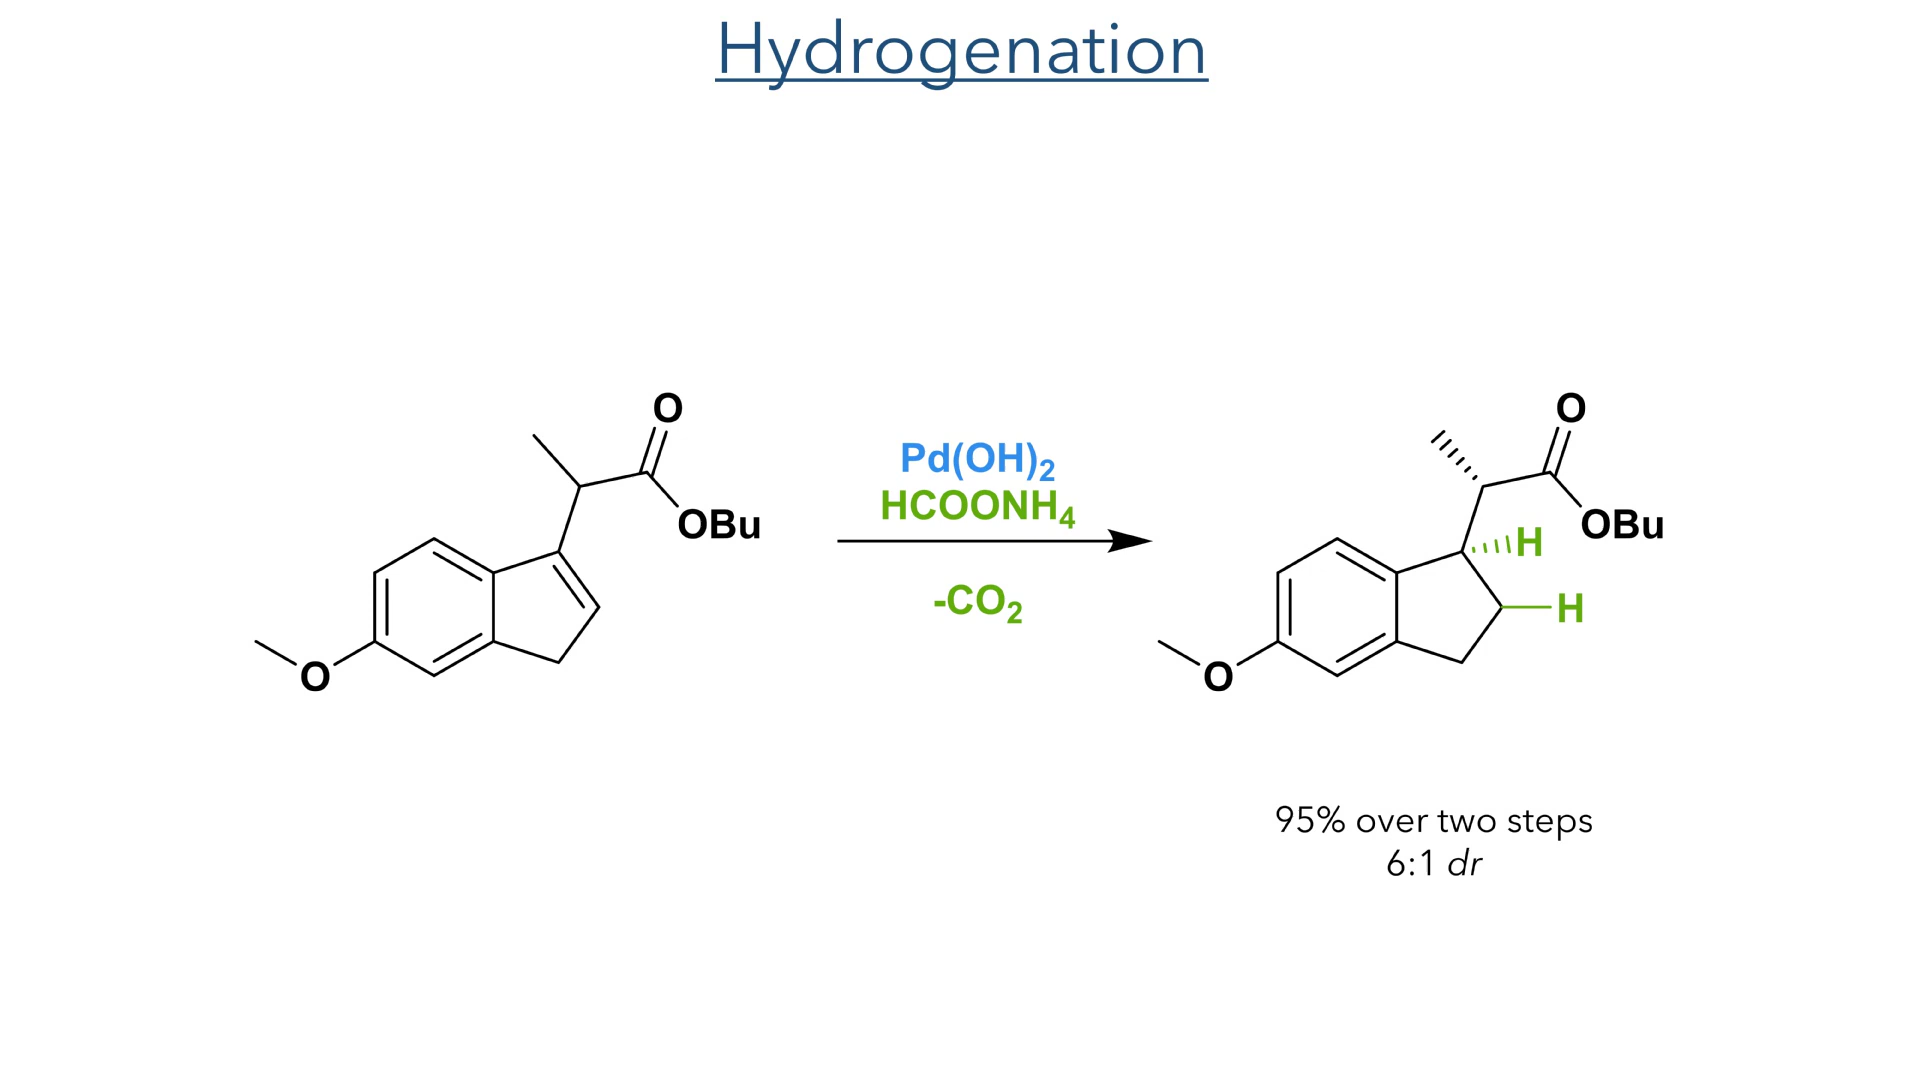 Hydrogenation
O
OBu
O
Pd(OH)₂
HCOONH₄
-CO₂
O
OBu
H
H
O
95% over two steps
6:1 dr